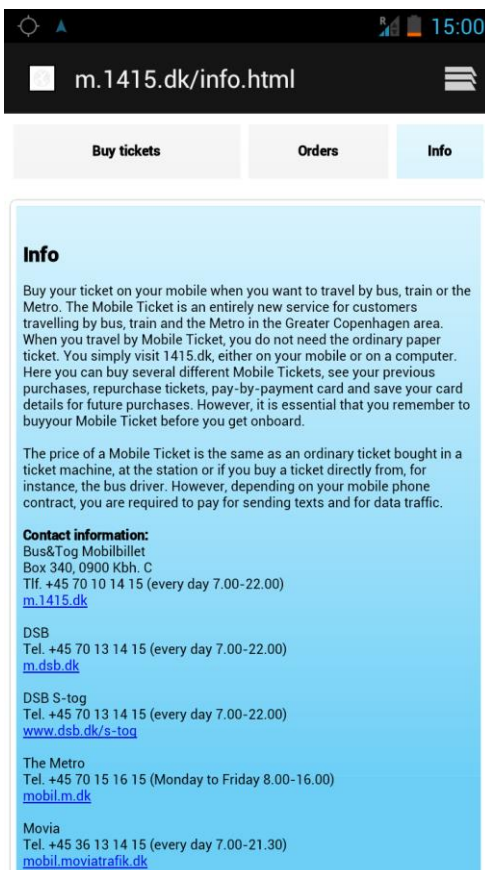 R
15:00
m.1415.dk/info.html
Buy tickets
Orders
Info
Info
Buy your ticket on your mobile when you want to travel by bus, train or the
Metro. The Mobile Ticket is an entirely new service for customers
travelling by bus, train and the Metro in the Greater Copenhagen area.
When you travel by Mobile Ticket, you do not need the ordinary paper
ticket. You simply visit 1415.dk, either on your mobile or on a computer.
Here you can buy several different Mobile Tickets, see your previous
purchases, repurchase tickets, pay-by-payment card and save your card
details for future purchases. However, it is essential that you remember to
buyyour Mobile Ticket before you get onboard.
The price of a Mobile Ticket is the same as an ordinary ticket bought in a
ticket machine, at the station or if you buy a ticket directly from, for
instance, the bus driver. However, depending on your mobile phone
contract, you are required to pay for sending texts and for data traffic.
Contact information:
Bus&Tog Mobilbillet
Box 340, 0900 Kbh. C
Tlf. +45 70 10 14 15 (every day 7.00-22.00)
m.1415.dk
DSB
Tel. +45 70 13 14 15 (every day 7.00-22.00)
m.dsb.dk
DSB S-tog
Tel. +45 70 13 14 15 (every day 7.00-22.00)
www.dsb.dk/s-tog
The Metro
Tel. +45 70 15 16 15 (Monday to Friday 8.00-16.00)
mobil.m.dk
Movia
Tel. +45 36 13 14 15 (every day 7.00-21.30)
mobil.moviatrafik.dk